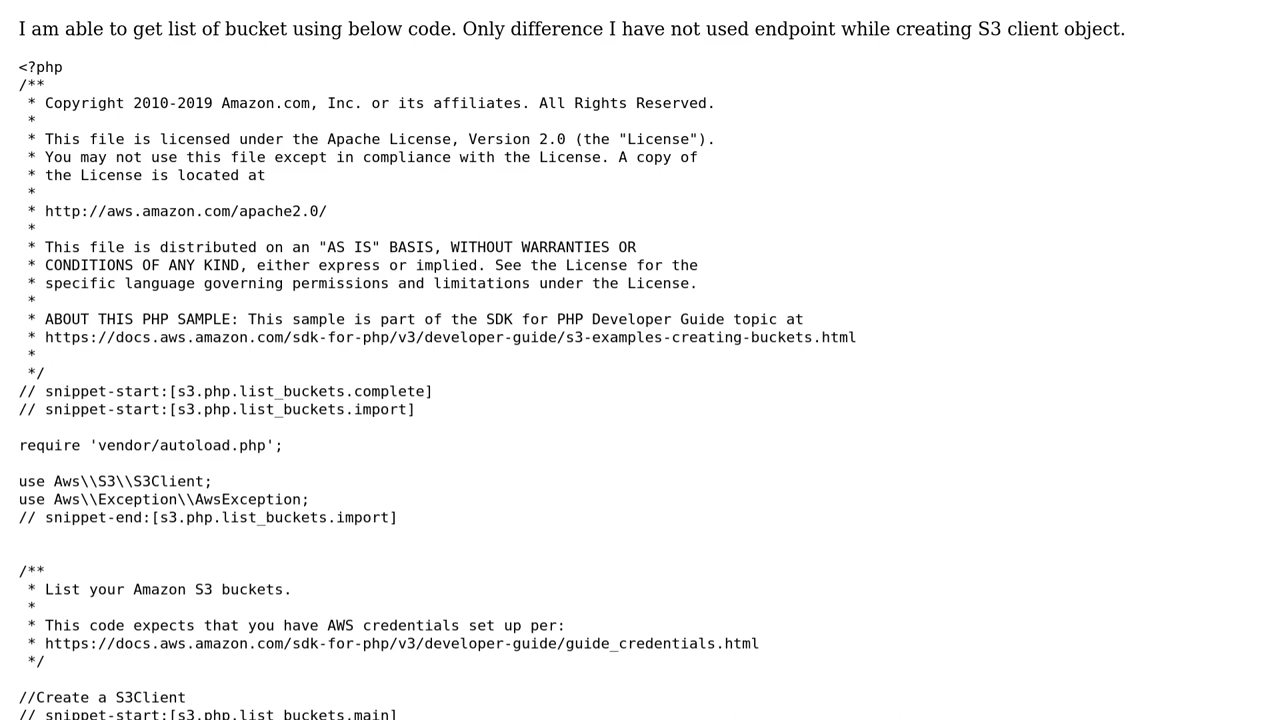 I am able to get list of bucket using below code. Only difference I have not used endpoint while creating S3 client object.
<?php
/**
 * Copyright 2010-2019 Amazon.com, Inc. or its affiliates. All Rights Reserved.
 *
 * This file is licensed under the Apache License, Version 2.0 (the "License").
 * You may not use this file except in compliance with the License. A copy of
 * the License is located at
 *
 * http://aws.amazon.com/apache2.0/
 *
 * This file is distributed on an "AS IS" BASIS, WITHOUT WARRANTIES OR
 * CONDITIONS OF ANY KIND, either express or implied. See the License for the
 * specific language governing permissions and limitations under the License.
 *
 * ABOUT THIS PHP SAMPLE: This sample is part of the SDK for PHP Developer Guide topic at
 * https://docs.aws.amazon.com/sdk-for-php/v3/developer-guide/s3-examples-creating-buckets.html
 *
 */
// snippet-start:[s3.php.list_buckets.complete]
// snippet-start:[s3.php.list_buckets.import]

require 'vendor/autoload.php';

use Aws\\S3\\S3Client;
use Aws\\Exception\\AwsException;
// snippet-end:[s3.php.list_buckets.import]


/**
 * List your Amazon S3 buckets.
 *
 * This code expects that you have AWS credentials set up per:
 * https://docs.aws.amazon.com/sdk-for-php/v3/developer-guide/guide_credentials.html
 */

//Create a S3Client
// snippet-start:[s3.php.list_buckets.main]